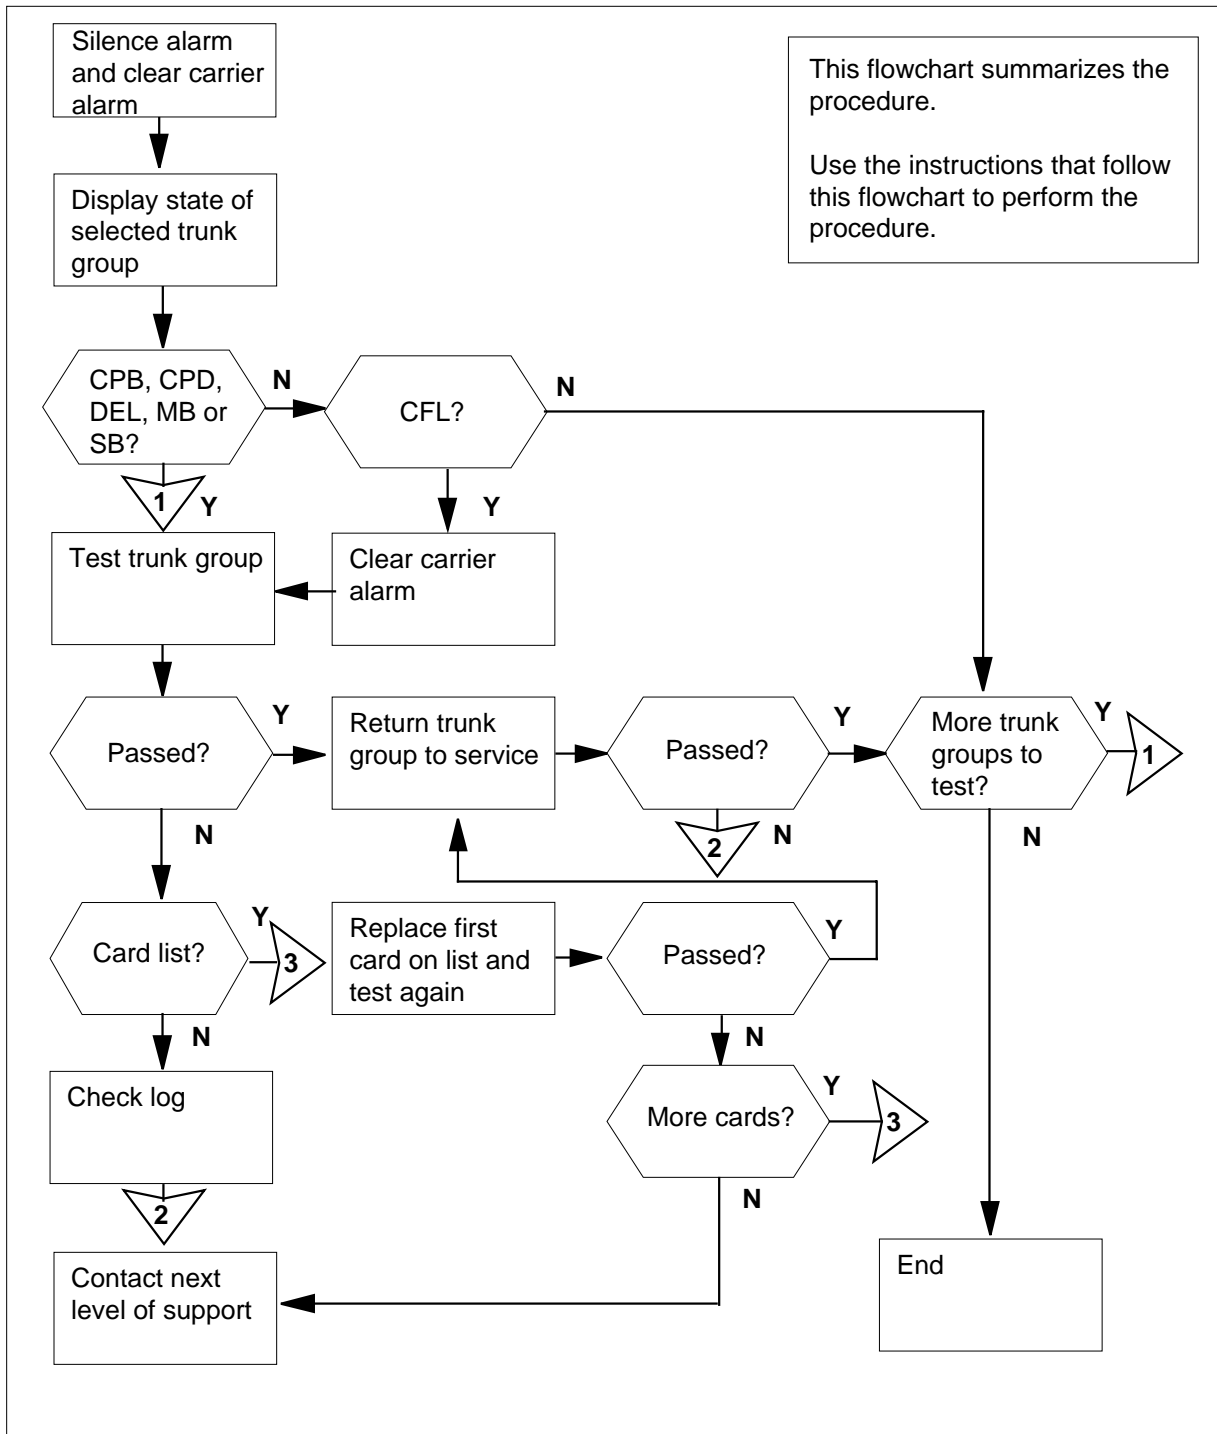 Silence alarm
and clear carrier
alarm
This flowchart summarizes the
procedure.
Use the instructions that follow
this flowchart to perform the
procedure.
Display state of
selected trunk
group
CPB, CPD,
DEL, MB or
SB?
N
CFL?
N
1
Y
Y
Test trunk group
Clear carrier
alarm
Passed?
Y
Return trunk
group to service
Passed?
Y
More trunk
groups to
test?
Y
1
N
2
N
N
Card list?
Y
3
Replace first
card on list and
test again
Passed?
Y
N
N
Check log
More cards?
Y
3
N
2
Contact next
level of support
End